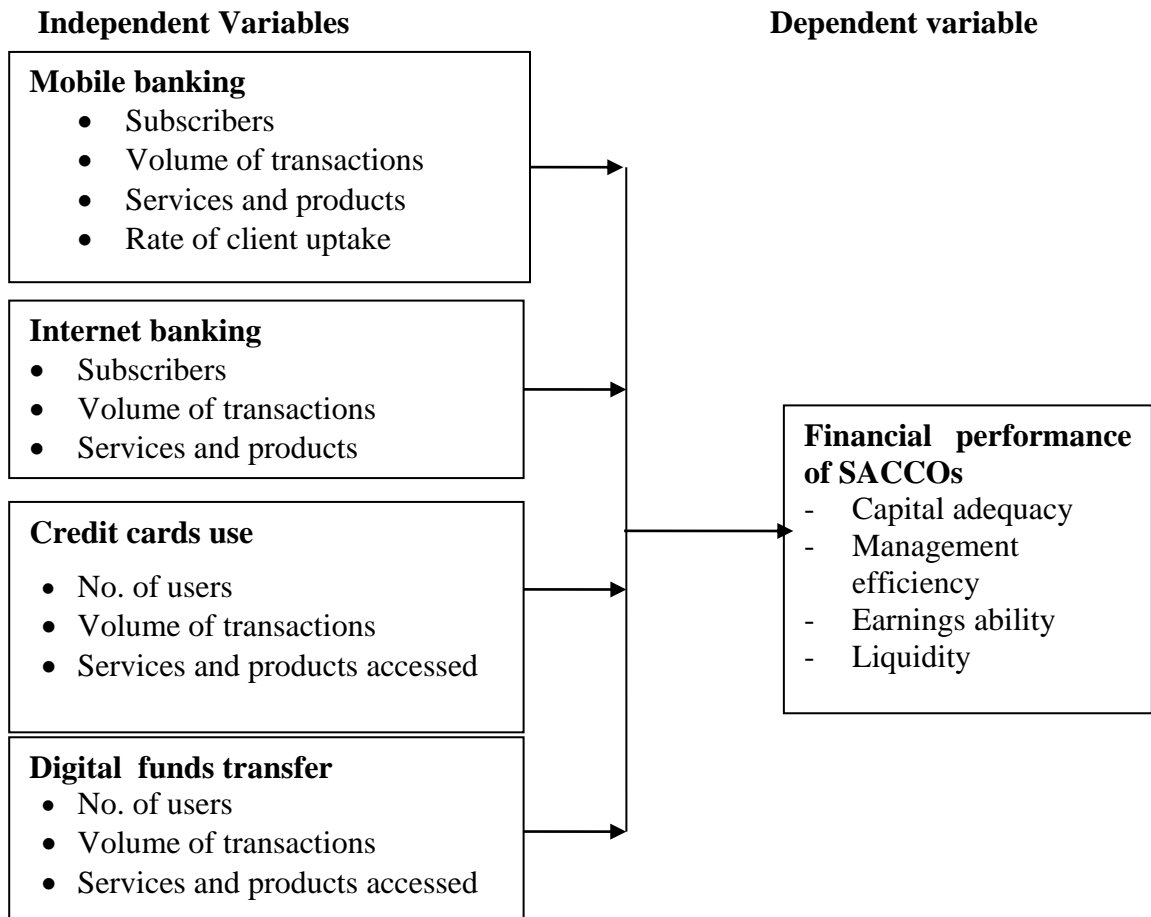 Independent Variables
Dependent variable
Mobile banking
• Subscribers
• Volume of transactions
• Services and products
• Rate of client uptake
Internet banking
• Subscribers
• Volume of transactions
• Services and products
Credit cards use
• No. of users
• Volume of transactions
• Services and products accessed
Digital funds transfer
• No. of users
• Volume of transactions
• Services and products accessed
Financial performance
of SACCOs
- Capital adequacy
- Management
efficiency
- Earnings ability
- Liquidity